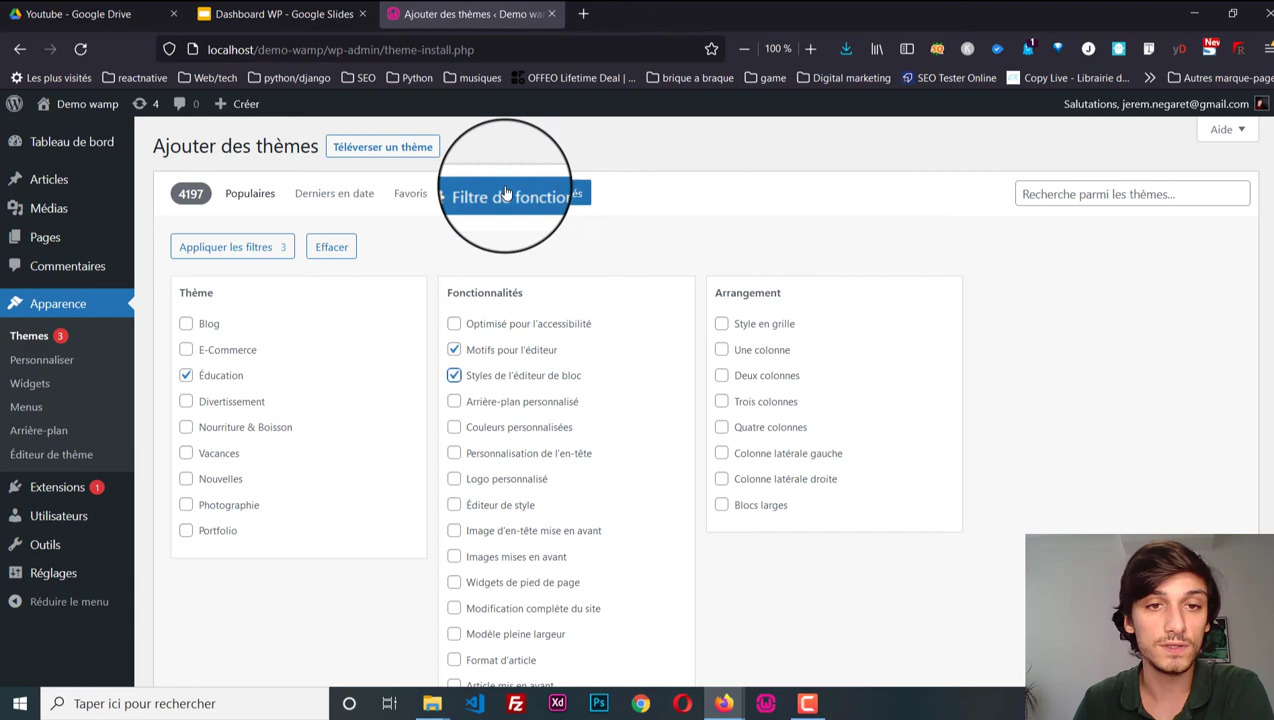 Youtube - Google Drive
Dashboard WP - Google Slides
Ajouter des thèmes ‹ Demo wa
localhost/demo-wamp/wp-admin/theme-install.php
100 %
1
yD
New
Les plus visités
reactnative
Web/tech
python/django
SEO
Python
musiques
OFFEO Lifetime Deal | ...
brique a braque
game
Digital marketing
SEO Tester Online
Copy Live - Librairie d...
Autres marque-pag
Demo wamp
4
0
Créer
Salutations, jerem.negaret@gmail.com
Tableau de bord
Articles
Médias
Pages
Commentaires
Apparence
Themes 3
Personnaliser
Widgets
Menus
Arrière-plan
Éditeur de thème
Extensions 1
Utilisateurs
Outils
Réglages
Réduire le menu
Aide
Ajouter des thèmes
Téléverser un thème
4197
Populaires
Derniers en date
Favoris
Filtre de fonction
és
Recherche parmi les thèmes...
Appliquer les filtres 3
Effacer
Thème
Blog
E-Commerce
Éducation
Divertissement
Nourriture & Boisson
Vacances
Nouvelles
Photographie
Portfolio
Fonctionnalités
Optimisé pour l'accessibilité
Motifs pour l'éditeur
Styles de l'éditeur de bloc
Arrière-plan personnalisé
Couleurs personnalisées
Personnalisation de l'en-tête
Logo personnalisé
Éditeur de style
Image d'en-tête mise en avant
Images mises en avant
Widgets de pied de page
Modification complète du site
Modèle pleine largeur
Format d'article
Article mis en avant
Arrangement
Style en grille
Une colonne
Deux colonnes
Trois colonnes
Quatre colonnes
Colonne latérale gauche
Colonne latérale droite
Blocs larges
Taper ici pour rechercher
Xd
Ps